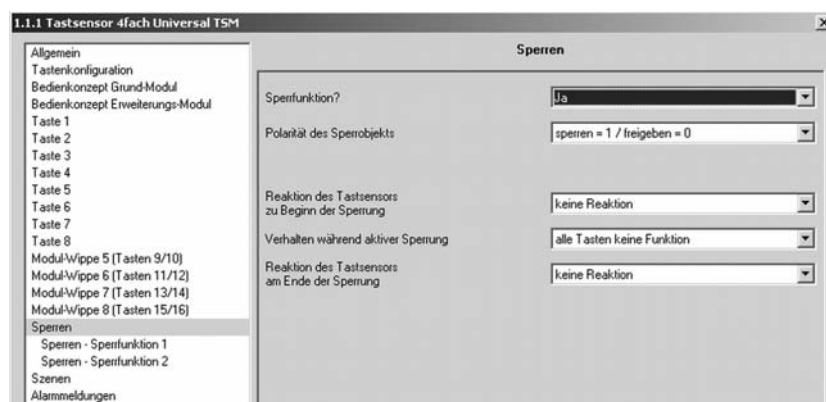 1.1.1 Tastsensor 4fach Universal TSM
Allgemein
Tastenkonfiguration
Bedienkonzept Grund-Modul
Bedienkonzept Erweiterungs-Modul
Taste 1
Taste 2
Taste 3
Taste 4
Taste 5
Taste 6
Taste 7
Taste 8
Modul-Wippe 5 (Tasten 9/10)
Modul-Wippe 6 (Tasten 11/12)
Modul-Wippe 7 (Tasten 13/14)
Modul-Wippe 8 (Tasten 15/16)
Sperren
Sperren - Sperrfunktion 1
Sperren - Sperrfunktion 2
Szenen
Alarmmeldungen
Sperren
Sperrfunktion?
Ja
Polarität des Sperrobjekts
sperren = 1 / freigeben = 0
Reaktion des Tastsensors
zu Beginn der Sperrung
keine Reaktion
Verhalten während aktiver Sperrung
alle Tasten keine Funktion
Reaktion des Tastsensors
am Ende der Sperrung
keine Reaktion